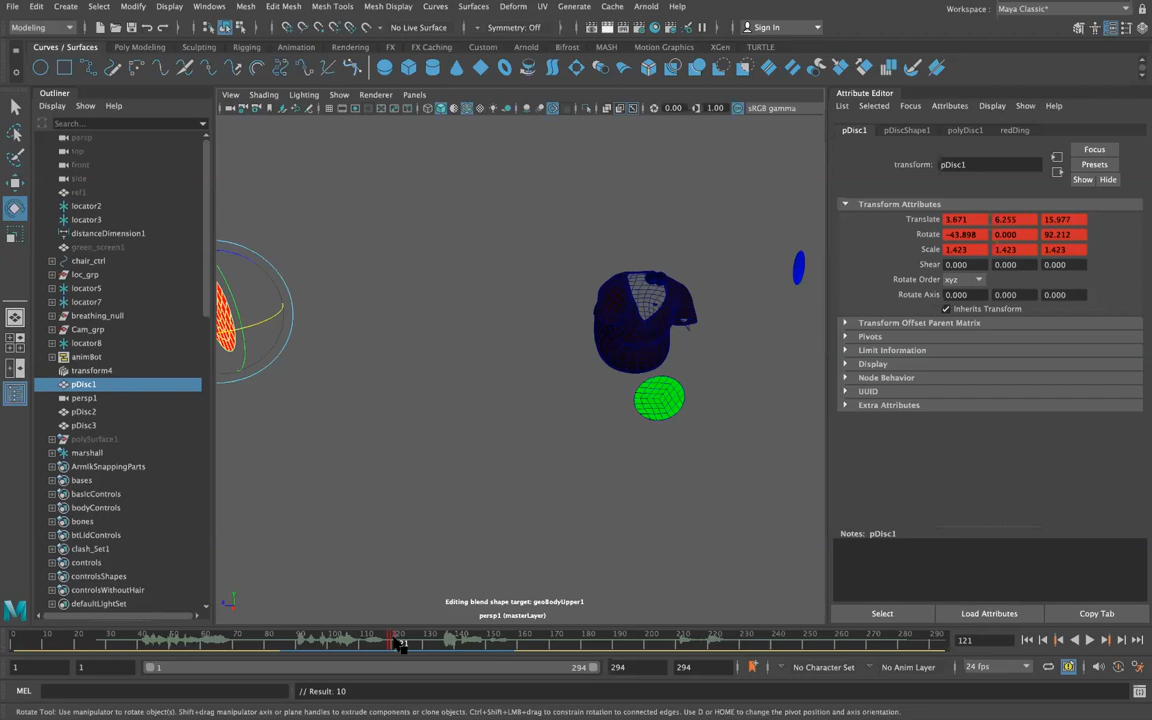 File Edit Create Select Modify Display Windows Mesh Edit Mesh Mesh Tools Mesh Display Curves Surfaces Deform UV Generate Cache Arnold Help Workspace : Maya Classic*
Modeling No Live Surface Symmetry: Off Sign In
Curves / Surfaces Poly Modeling Sculpting Rigging Animation Rendering FX FX Caching Custom Arnold Bifrost MASH Motion Graphics XGen TURTLE
Outliner
Display Show Help
Search...
persp
top
front
side
ref1
locator2
locator3
distanceDimension1
green_screen1
chair_ctrl
loc_grp
locator5
locator7
breathing_null
Cam_grp
locator8
animBot
transform4
pDisc1
persp1
pDisc2
pDisc3
polySurface1
marshall
ArmIkSnappingParts
bases
basicControls
bodyControls
bones
btLidControls
clash_Set1
controls
controlsShapes
controlsWithoutHair
defaultLightSet
View Shading Lighting Show Renderer Panels
0.00 1.00 sRGB gamma
Editing blend shape target: geoBodyUpper1
persp1 (masterLayer)
Attribute Editor
List Selected Focus Attributes Display Show Help
pDisc1 pDiscShape1 polyDisc1 redDing
transform: pDisc1
Focus
Presets
Show Hide
Transform Attributes
Translate 3.671 6.255 15.977
Rotate -43.898 0.000 92.212
Scale 1.423 1.423 1.423
Shear 0.000 0.000 0.000
Rotate Order xyz
Rotate Axis 0.000 0.000 0.000
Inherits Transform
Transform Offset Parent Matrix
Pivots
Limit Information
Display
Node Behavior
UUID
Extra Attributes
Notes: pDisc1
Select Load Attributes Copy Tab
0 10 20 30 40 50 60 70 80 90 100 110 120 130 140 150 160 170 180 190 200 210 220 230 240 250 260 270 280 290 121
1 1 1 294 294 294 No Character Set No Anim Layer 24 fps
MEL // Result: 10
Rotate Tool: Use manipulator to rotate object(s). Shift+drag manipulator axis or plane handles to extrude components or clone objects. Ctrl+Shift+LMB+drag to constrain rotation to connected edges. Use D or HOME to change the pivot position and axis orientation.